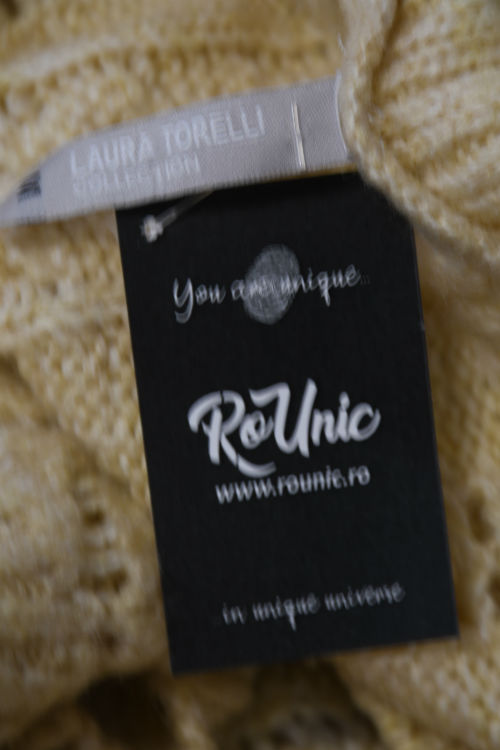 LAURA TORELLI
COLLECTION
You are unique...
RoUnic
www.rounic.ro
in unique universe